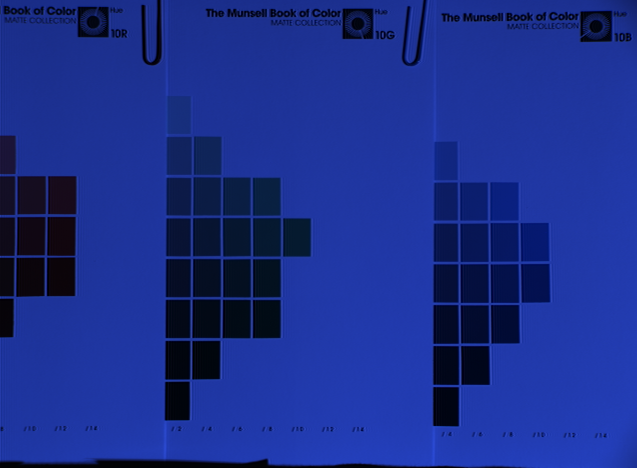 Book of Color
MATTE COLLECTION
Hue
10R
The Munsell Book of Color
MATTE COLLECTION
Hue
10G
The Munsell Book of Color
MATTE COLLECTION
Hue
10B
/10 /12 /14
/2 /4 /6 /8 /10 /12 /14
/4 /6 /8 /10 /12 /14